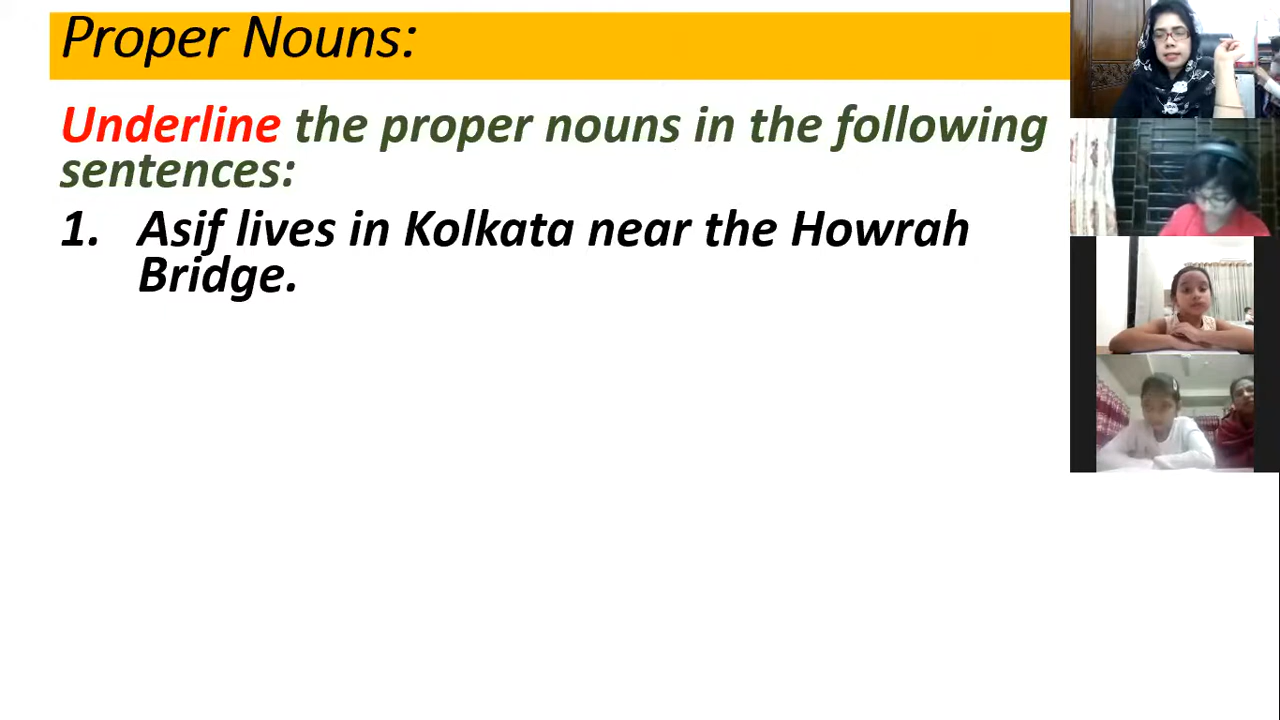 Proper Nouns:
Underline the proper nouns in the following
sentences:
1. Asif lives in Kolkata near the Howrah
Bridge.